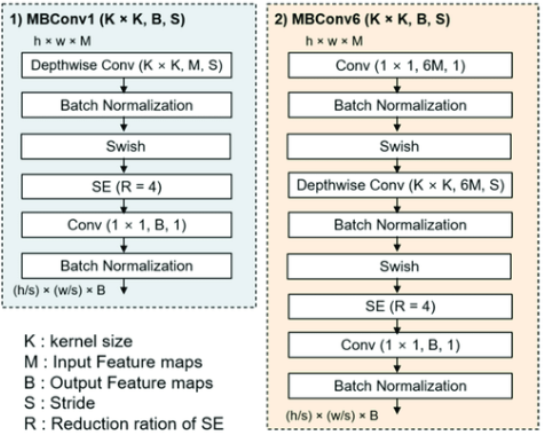 1) MBConv1 (K × K, B, S)
h × w × M
Depthwise Conv (K × K, M, S)
Batch Normalization
Swish
SE (R = 4)
Conv (1 × 1, B, 1)
Batch Normalization
(h/s) × (w/s) × B
K : kernel size
M : Input Feature maps
B : Output Feature maps
S : Stride
R : Reduction ration of SE
2) MBConv6 (K × K, B, S)
h × w × M
Conv (1 × 1, 6M, 1)
Batch Normalization
Swish
Depthwise Conv (K × K, 6M, S)
Batch Normalization
Swish
SE (R = 4)
Conv (1 × 1, B, 1)
Batch Normalization
(h/s) × (w/s) × B